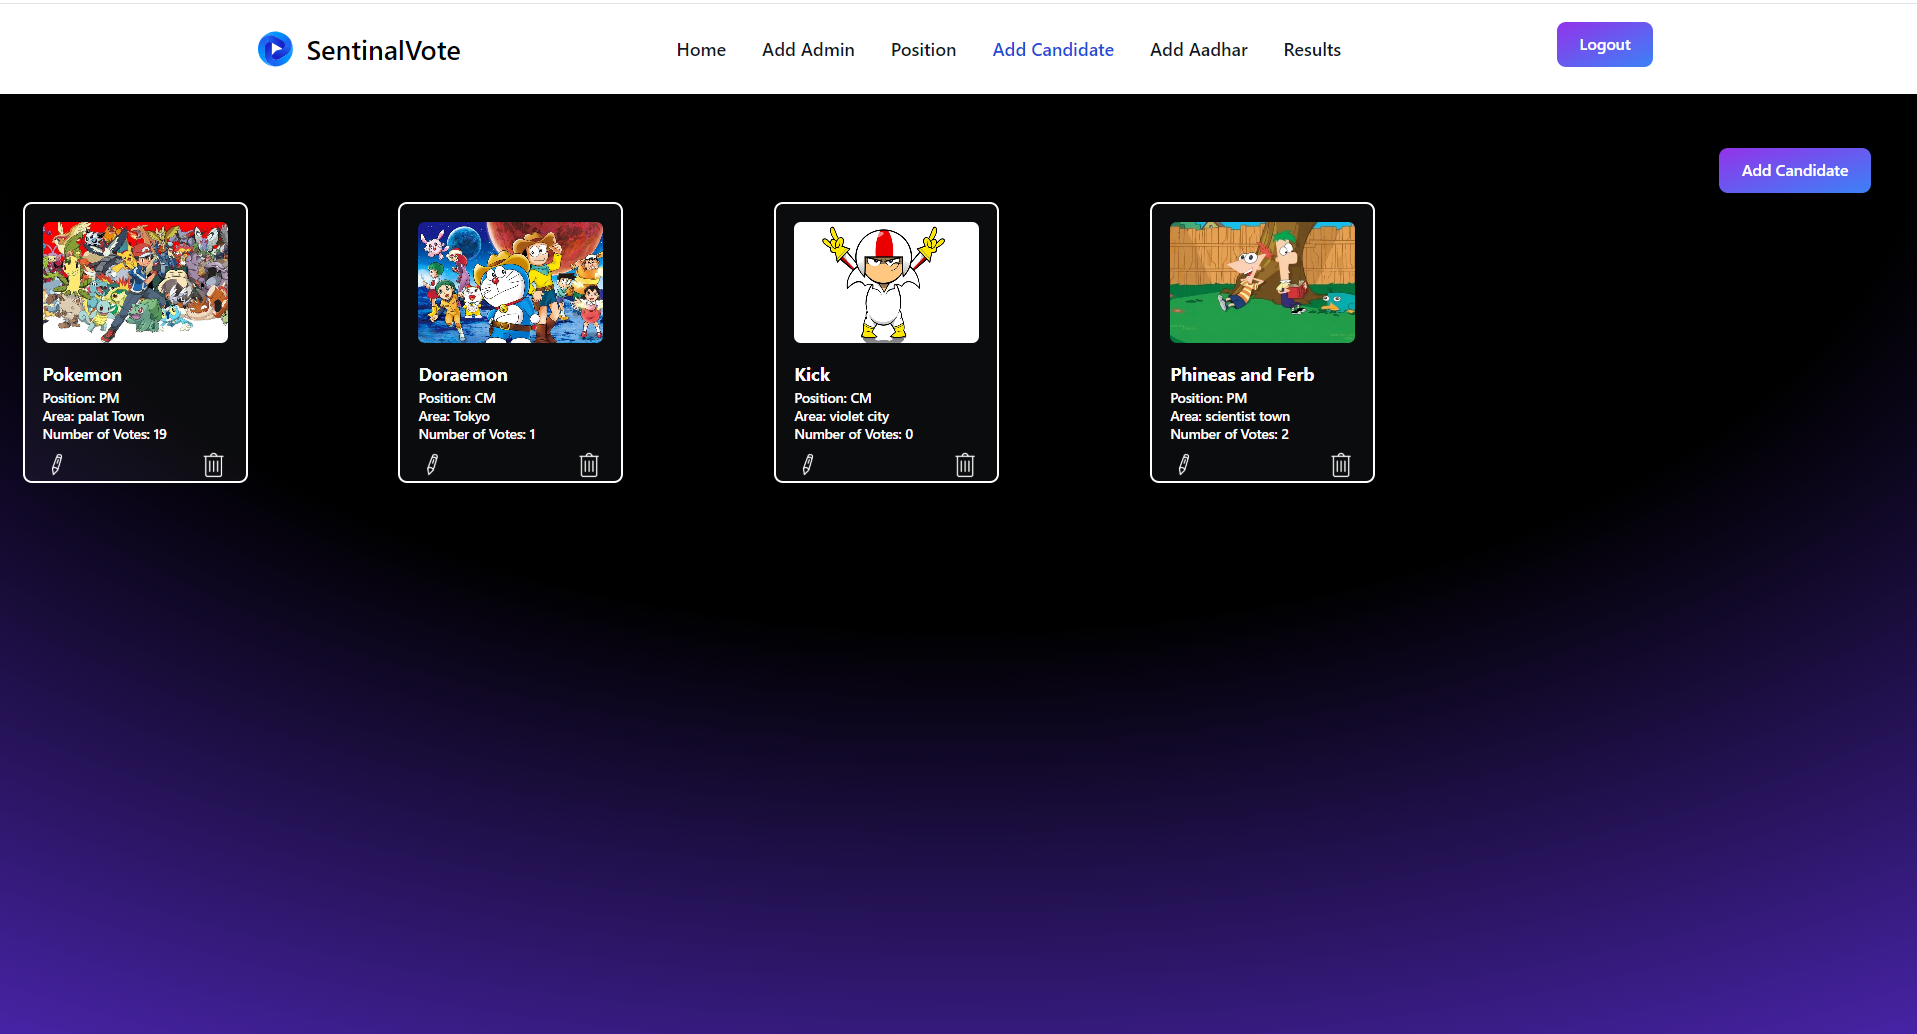 SentinalVote
Home
Add Admin
Position
Add Candidate
Add Aadhar
Results
Logout
Add Candidate
Pokemon
Position: PM
Area: palat Town
Number of Votes: 19
Doraemon
Position: CM
Area: Tokyo
Number of Votes: 1
Kick
Position: CM
Area: violet city
Number of Votes: 0
Phineas and Ferb
Position: PM
Area: scientist town
Number of Votes: 2